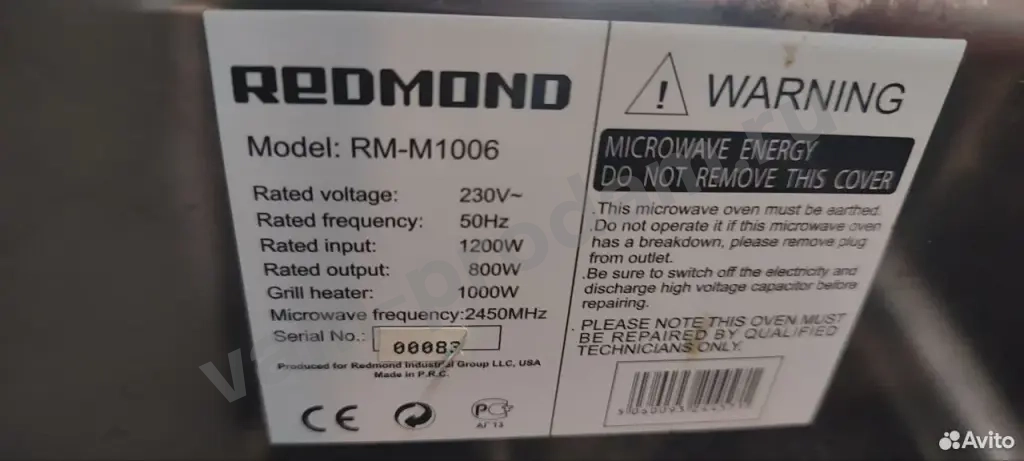 REDMOND
Model: RM-M1006
Rated voltage: 230V~
Rated frequency: 50Hz
Rated input: 1200W
Rated output: 800W
Grill heater: 1000W
Microwave frequency:2450MHz
Serial No.: 00083
Produced for Redmond Industrial Group LLC, USA
Made in P.R.C.
CE
АГ 13
! WARNING
MICROWAVE ENERGY
DO NOT REMOVE THIS COVER
.This microwave oven must be earthed.
.Do not operate it if this microwave oven
has a breakdown, please remove plug
from outlet.
.Be sure to switch off the electricity and
discharge high voltage capacitor before
repairing.
. PLEASE NOTE THIS OVEN MUST
BE REPAIRED BY QUALIFIED
TECHNICIANS ONLY.
Avito